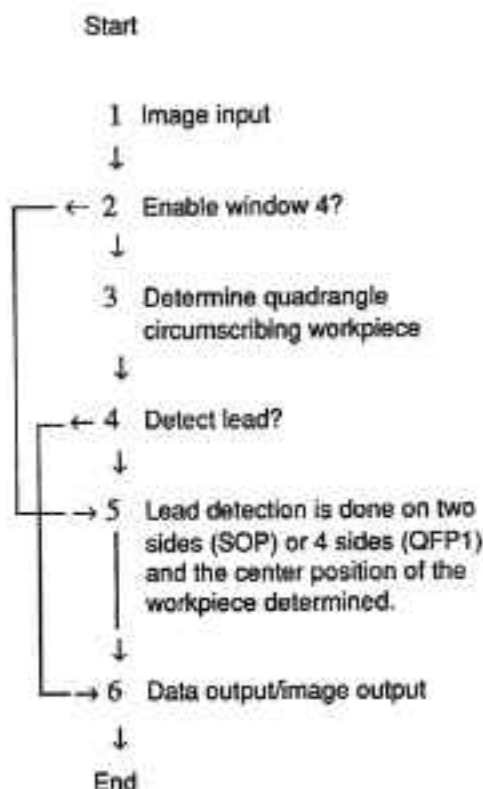 Start
1 Image input
↓
← 2 Enable window 4?
↓
3 Determine quadrangle
circumscribing workpiece
↓
← 4 Detect lead?
↓
→ 5 Lead detection is done on two
sides (SOP) or 4 sides (QFP1)
and the center position of the
workpiece determined.
↓
→ 6 Data output/image output
↓
End